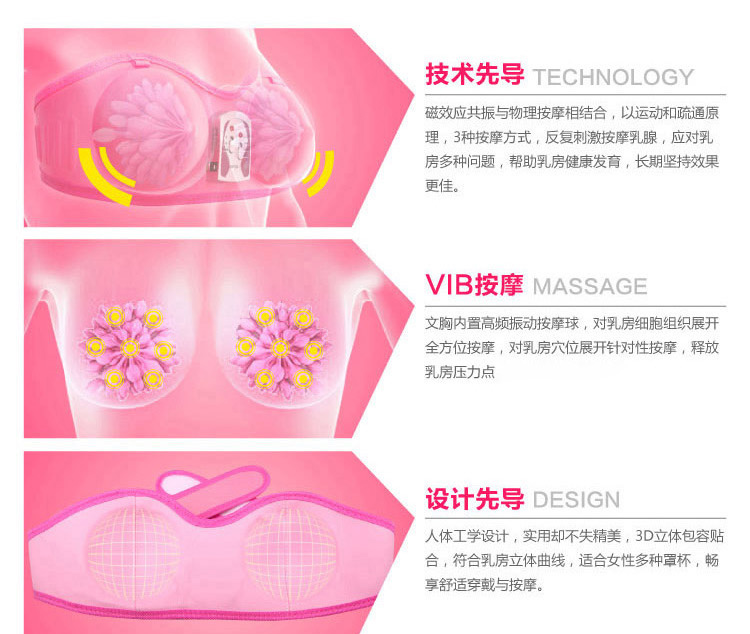 技术先导 TECHNOLOGY
磁效应共振与物理按摩相结合，以运动和疏通原
理，3种按摩方式，反复刺激按摩乳腺，应对乳
房多种问题，帮助乳房健康发育，长期坚持效果
更佳。
VIB按摩 MASSAGE
文胸内置高频振动按摩球，对乳房细胞组织展开
全方位按摩，对乳房穴位展开针对性按摩，释放
乳房压力点
设计先导 DESIGN
人体工学设计，实用却不失精美，3D立体包容贴
合，符合乳房立体曲线，适合女性多种罩杯，畅
享舒适穿戴与按摩。